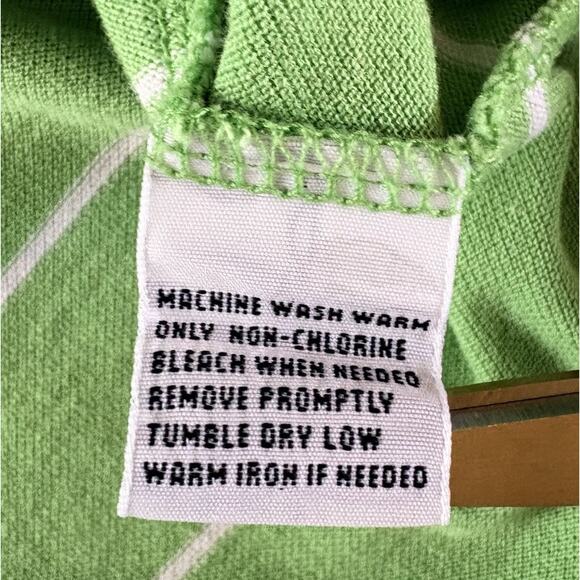 MACHINE WASH WARM
ONLY NON-CHLORINE
BLEACH WHEN NEEDED
REMOVE PROMPTLY
TUMBLE DRY LOW
WARM IRON IF NEEDED